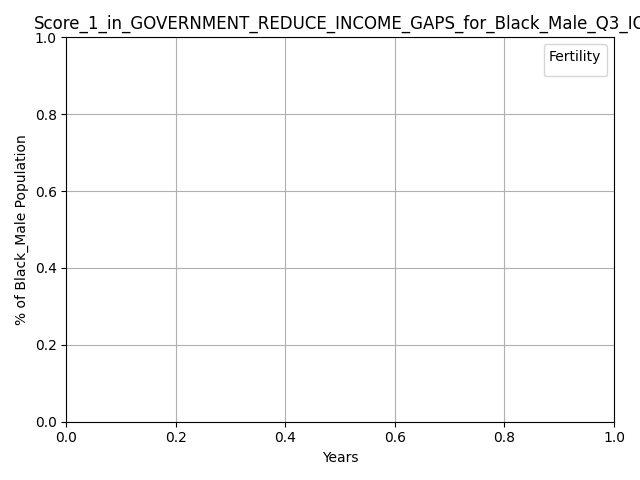 Score_1_in_GOVERNMENT_REDUCE_INCOME_GAPS_for_Black_Male_Q3_IC
Fertility
% of Black_Male Population
1.0
0.8
0.6
0.4
0.2
0.0
0.0 0.2 0.4 0.6 0.8 1.0
Years